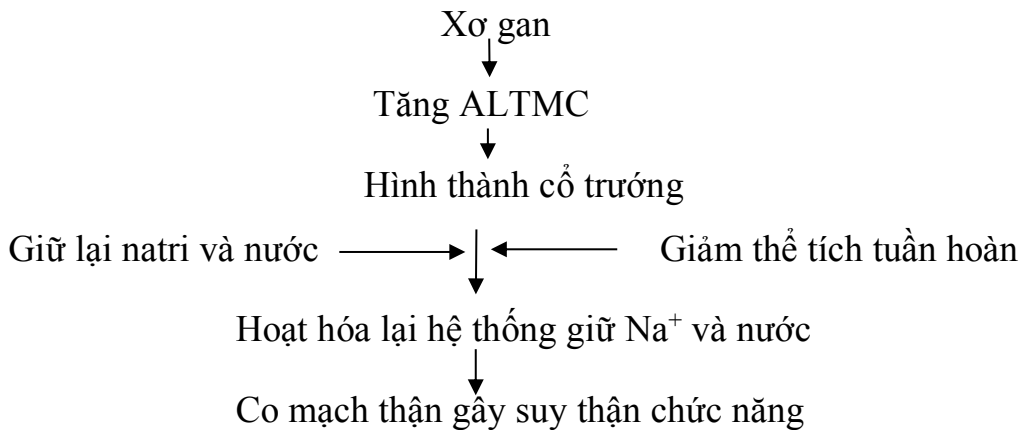 Xơ gan
Tăng ALTMC
Hình thành cổ trướng
Giữ lại natri và nước Giảm thể tích tuần hoàn
Hoạt hóa lại hệ thống giữ Na⁺ và nước
Co mạch thận gây suy thận chức năng